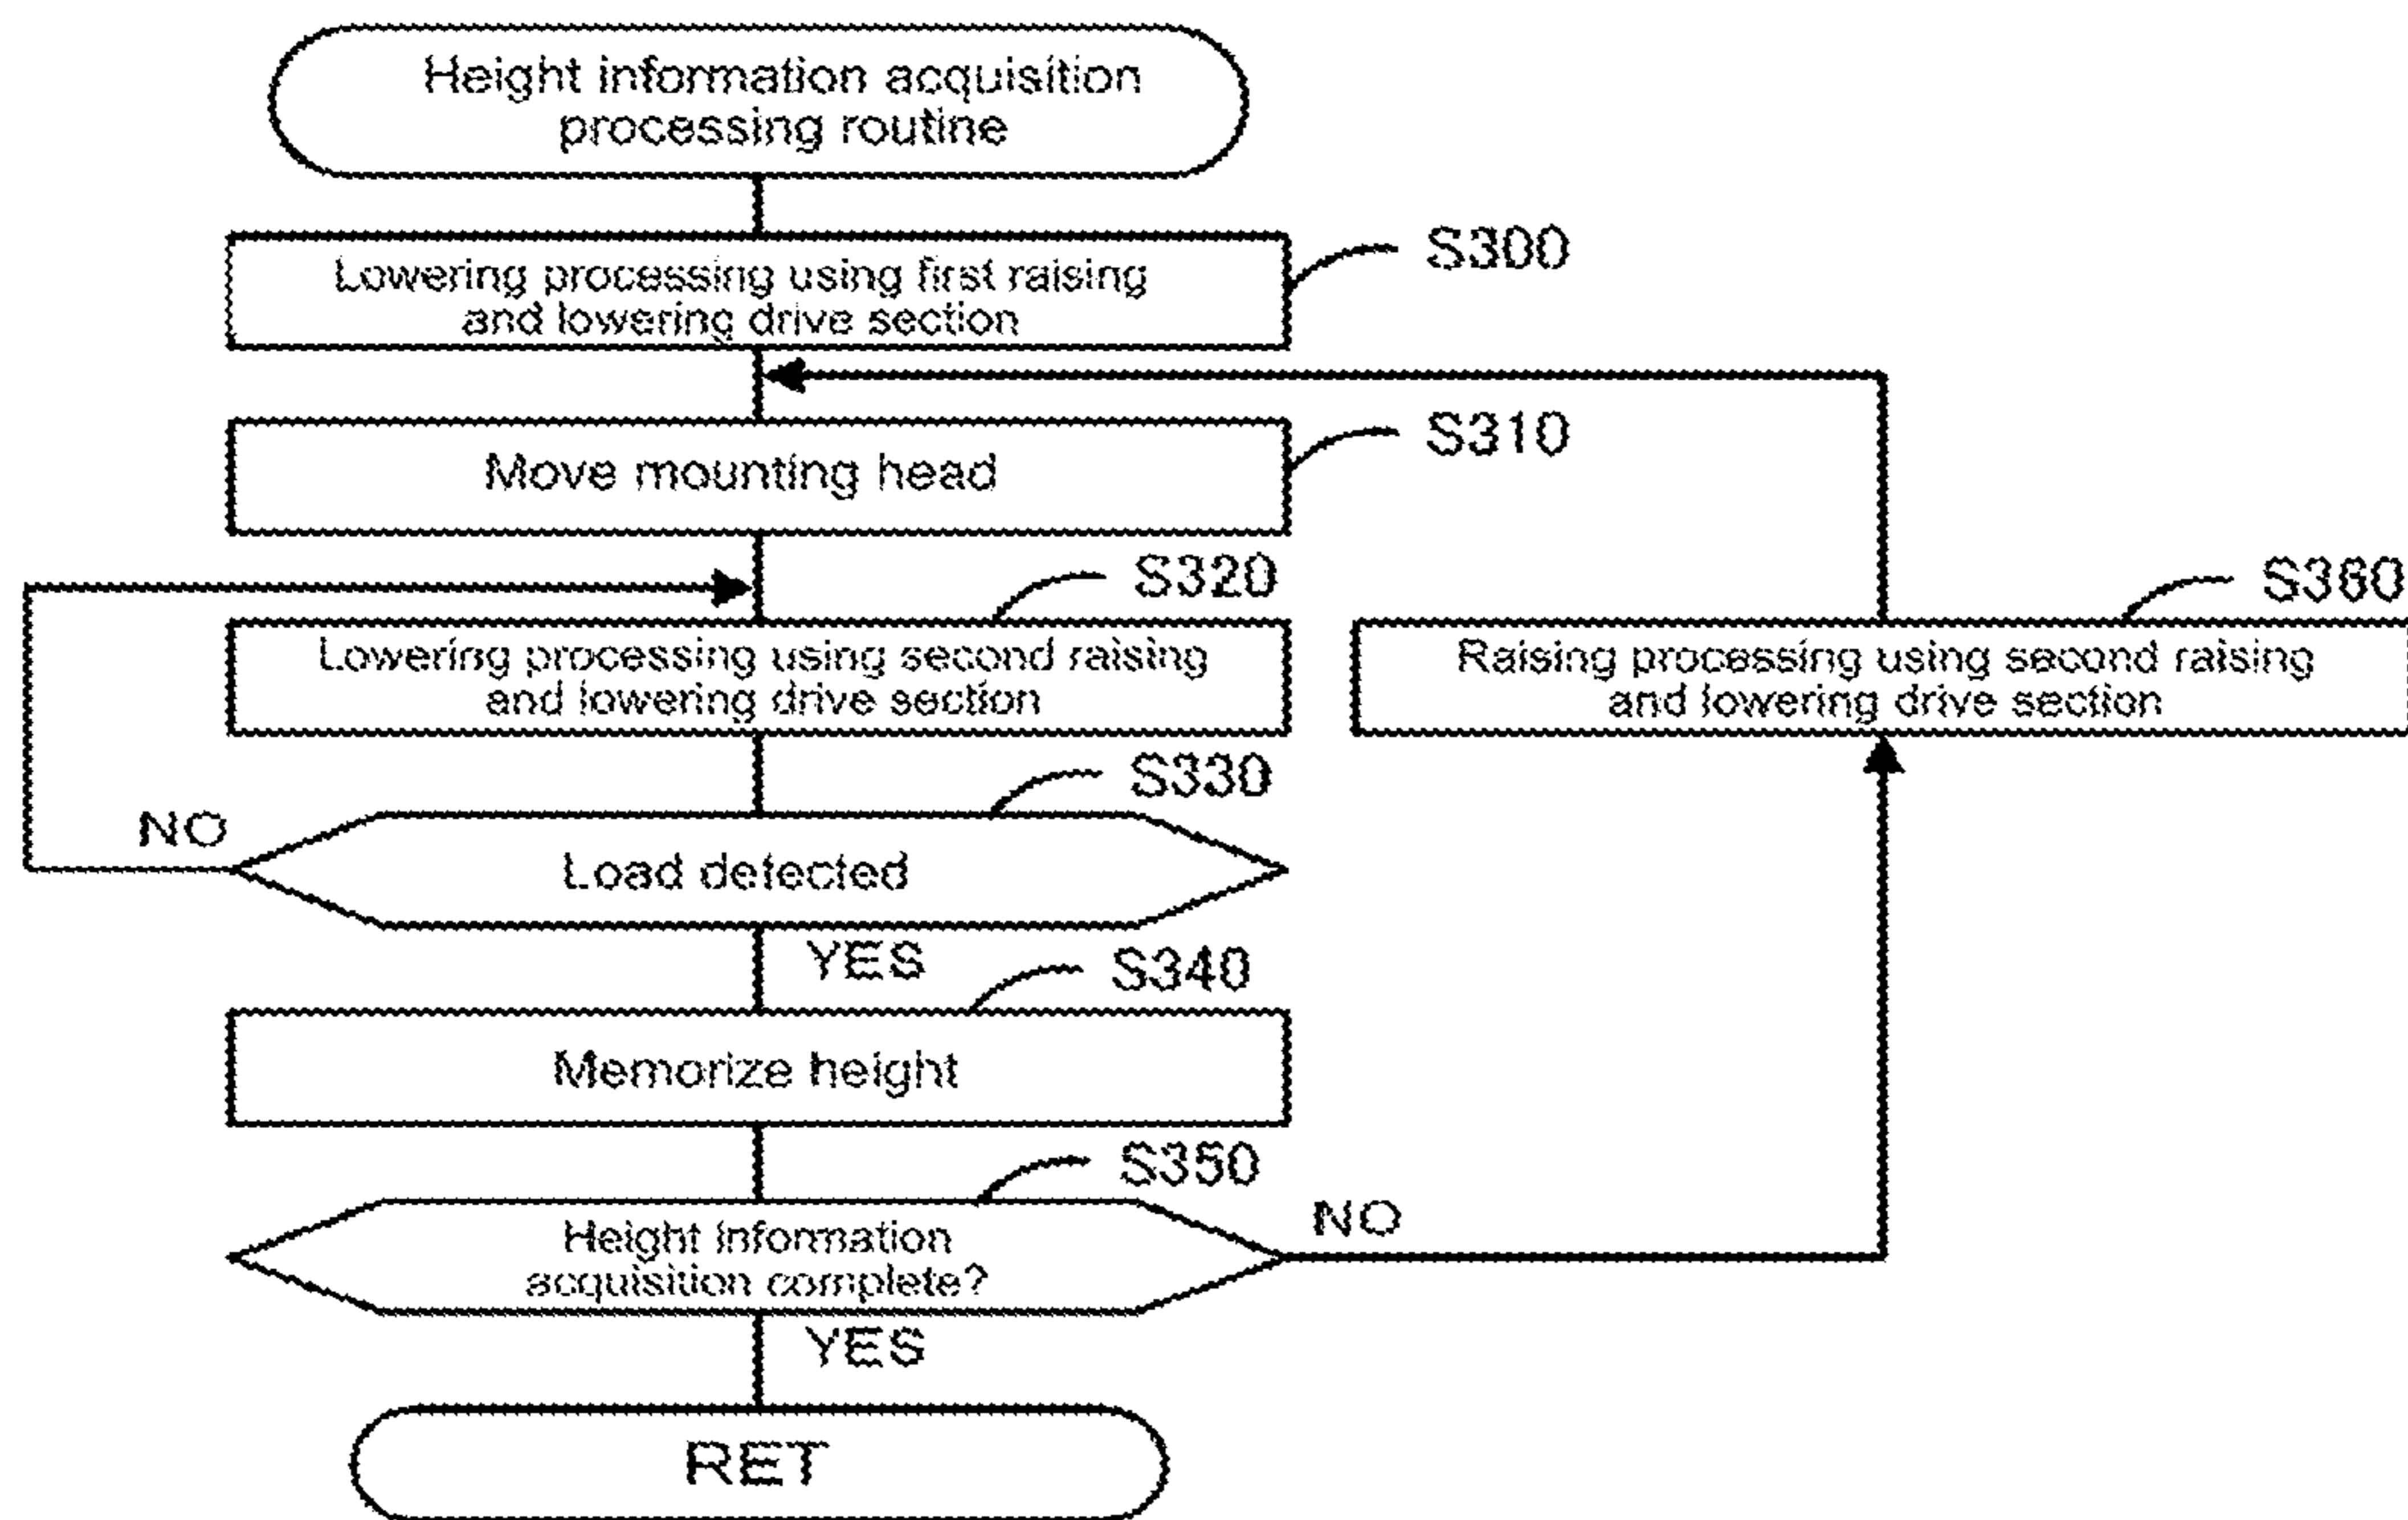 Height information acquisition
processing routine
Lowering processing using first raising
and lowering drive section
S300
Move mounting head
S310
S320
Lowering processing using second raising
and lowering drive section
S360
Raising processing using second raising
and lowering drive section
S330
NO
Load detected
YES
S340
Memorize height
S350
Height information
acquisition complete?
NO
YES
RET